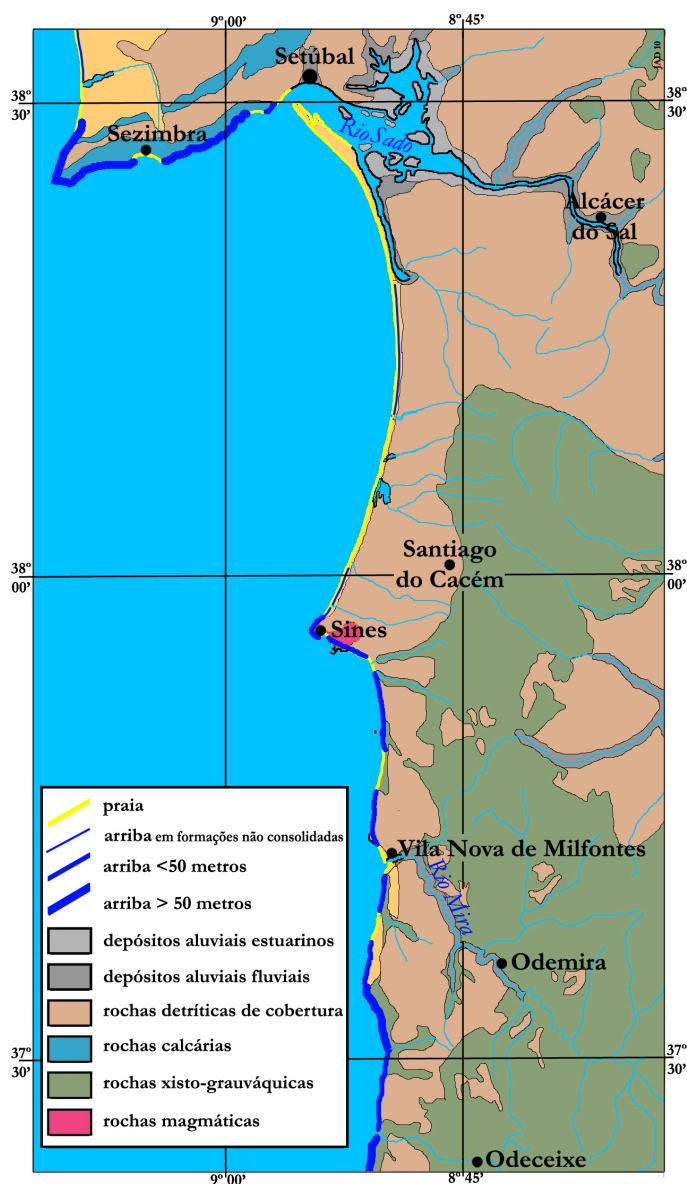 9°00'
8°45'
JAD 10
Setúbal
38°
30'
38°
30'
Sezimbra
Rio Sado
Alcácer
do Sal
Santiago
do Cacém
38°
00'
38°
00'
Sines
praia
arriba em formações não consolidadas
arriba <50 metros
arriba > 50 metros
depósitos aluviais estuarinos
depósitos aluviais fluviais
rochas detríticas de cobertura
rochas calcárias
rochas xisto-grauváquicas
rochas magmáticas
Vila Nova de Milfontes
Rio Mira
Odemira
37°
30'
37°
30'
Odeceixe
9°00'
8°45'